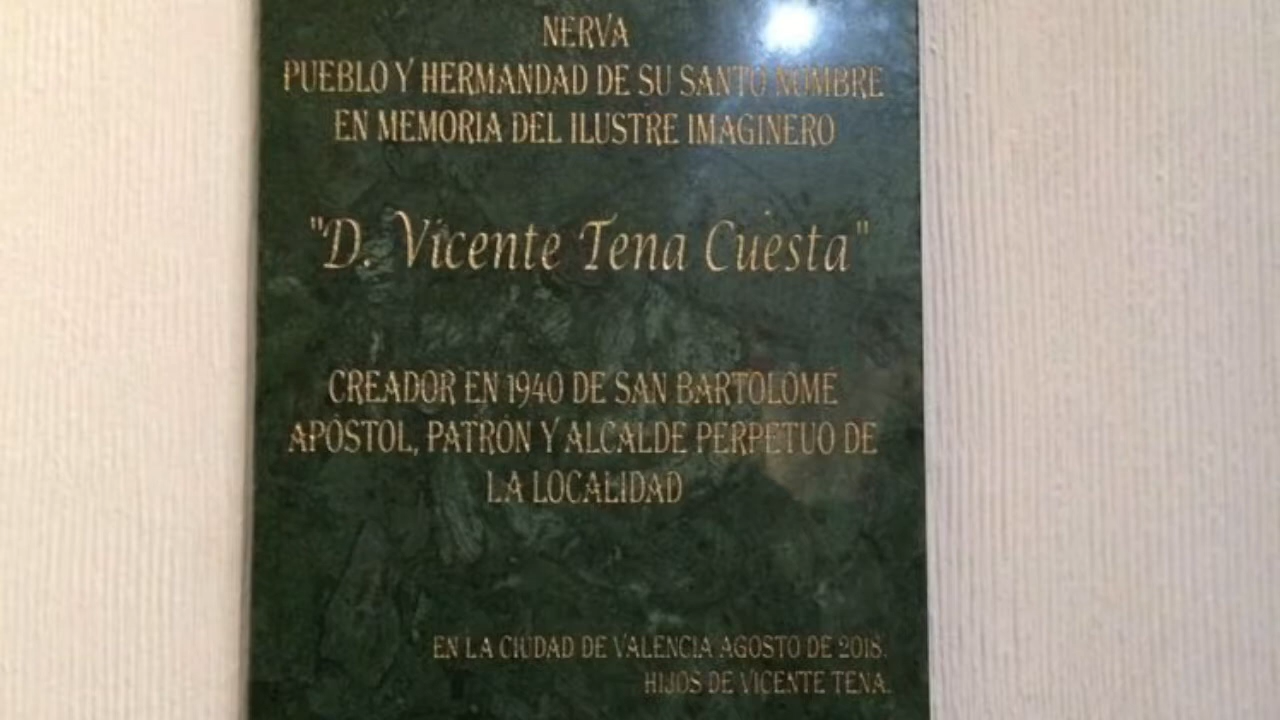 NERVA
PUEBLO Y HERMANDAD DE SU SANTO NOMBRE
EN MEMORIA DEL ILUSTRE IMAGINERO
"D. Vicente Tena Cuesta"
CREADOR EN 1940 DE SAN BARTOLOME
APÓSTOL, PATRÓN Y ALCALDE PERPETUO DE
LA LOCALIDAD
EN LA CIUDAD DE VALENCIA AGOSTO DE 2018.
HIJOS DE VICENTE TENA.